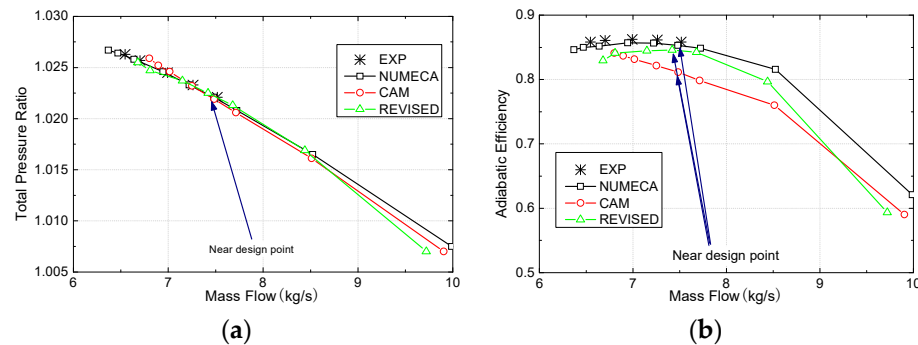 1.030
1.025
1.020
1.015
1.010
1.005
Total Pressure Ratio
(a)
EXP
NUMECA
CAM
REVISED
Near design point
6 7 8 9 10
Mass Flow (kg/s)
(a)
0.9
0.8
0.7
0.6
0.5
Adiabatic Efficiency
(b)
EXP
NUMECA
CAM
REVISED
Near design point
6 7 8 9 10
Mass Flow (kg/s)
(b)